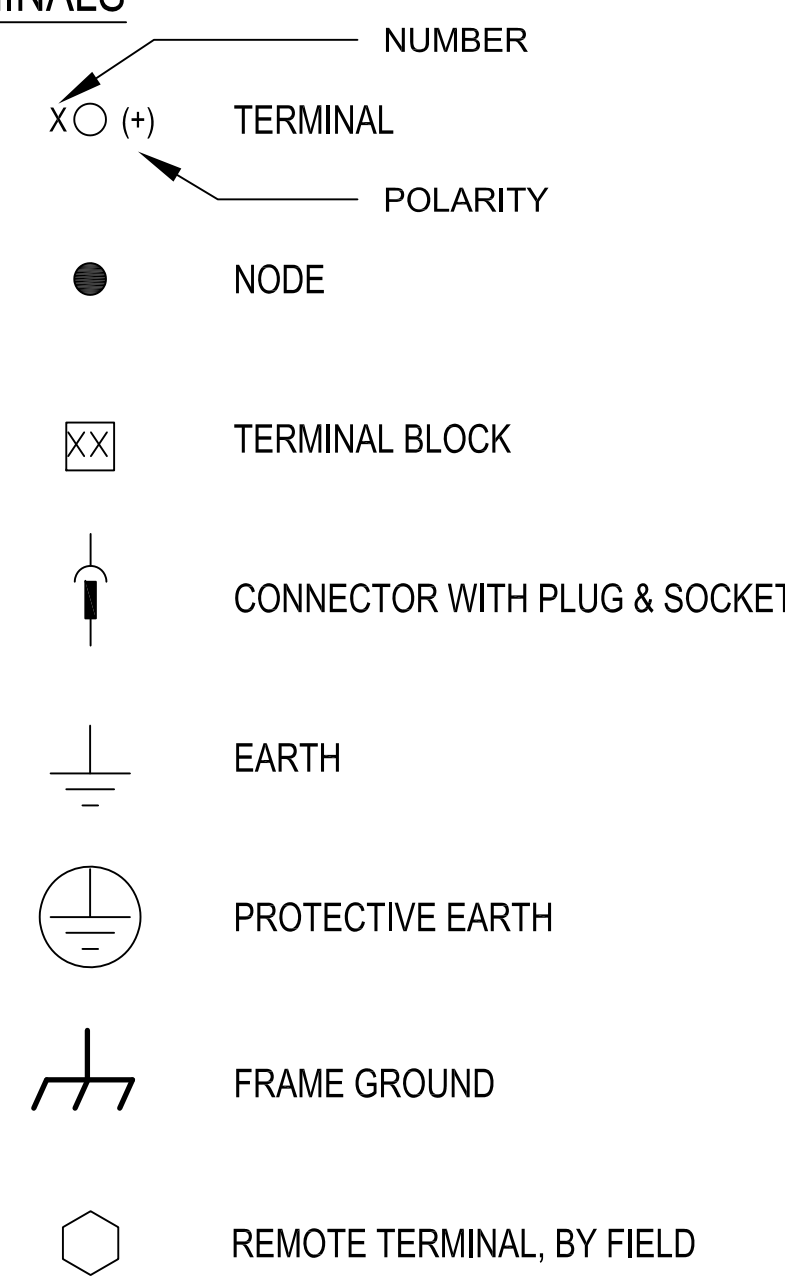 NUMBER
X (+) TERMINAL
POLARITY
NODE
XX TERMINAL BLOCK
CONNECTOR WITH PLUG & SOCKET
EARTH
PROTECTIVE EARTH
FRAME GROUND
REMOTE TERMINAL, BY FIELD